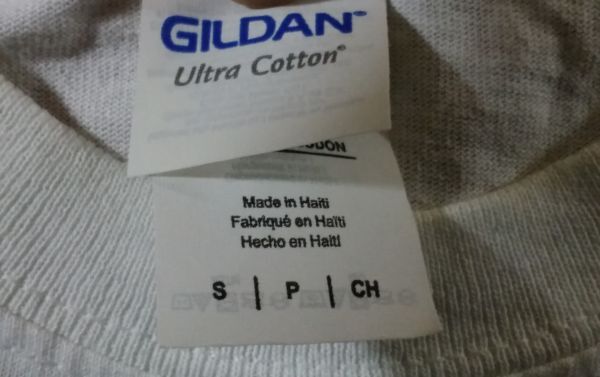 GILDAN®
Ultra Cotton®
Made in Haiti
Fabriqué en Haïti
Hecho en Haití
S | P | CH